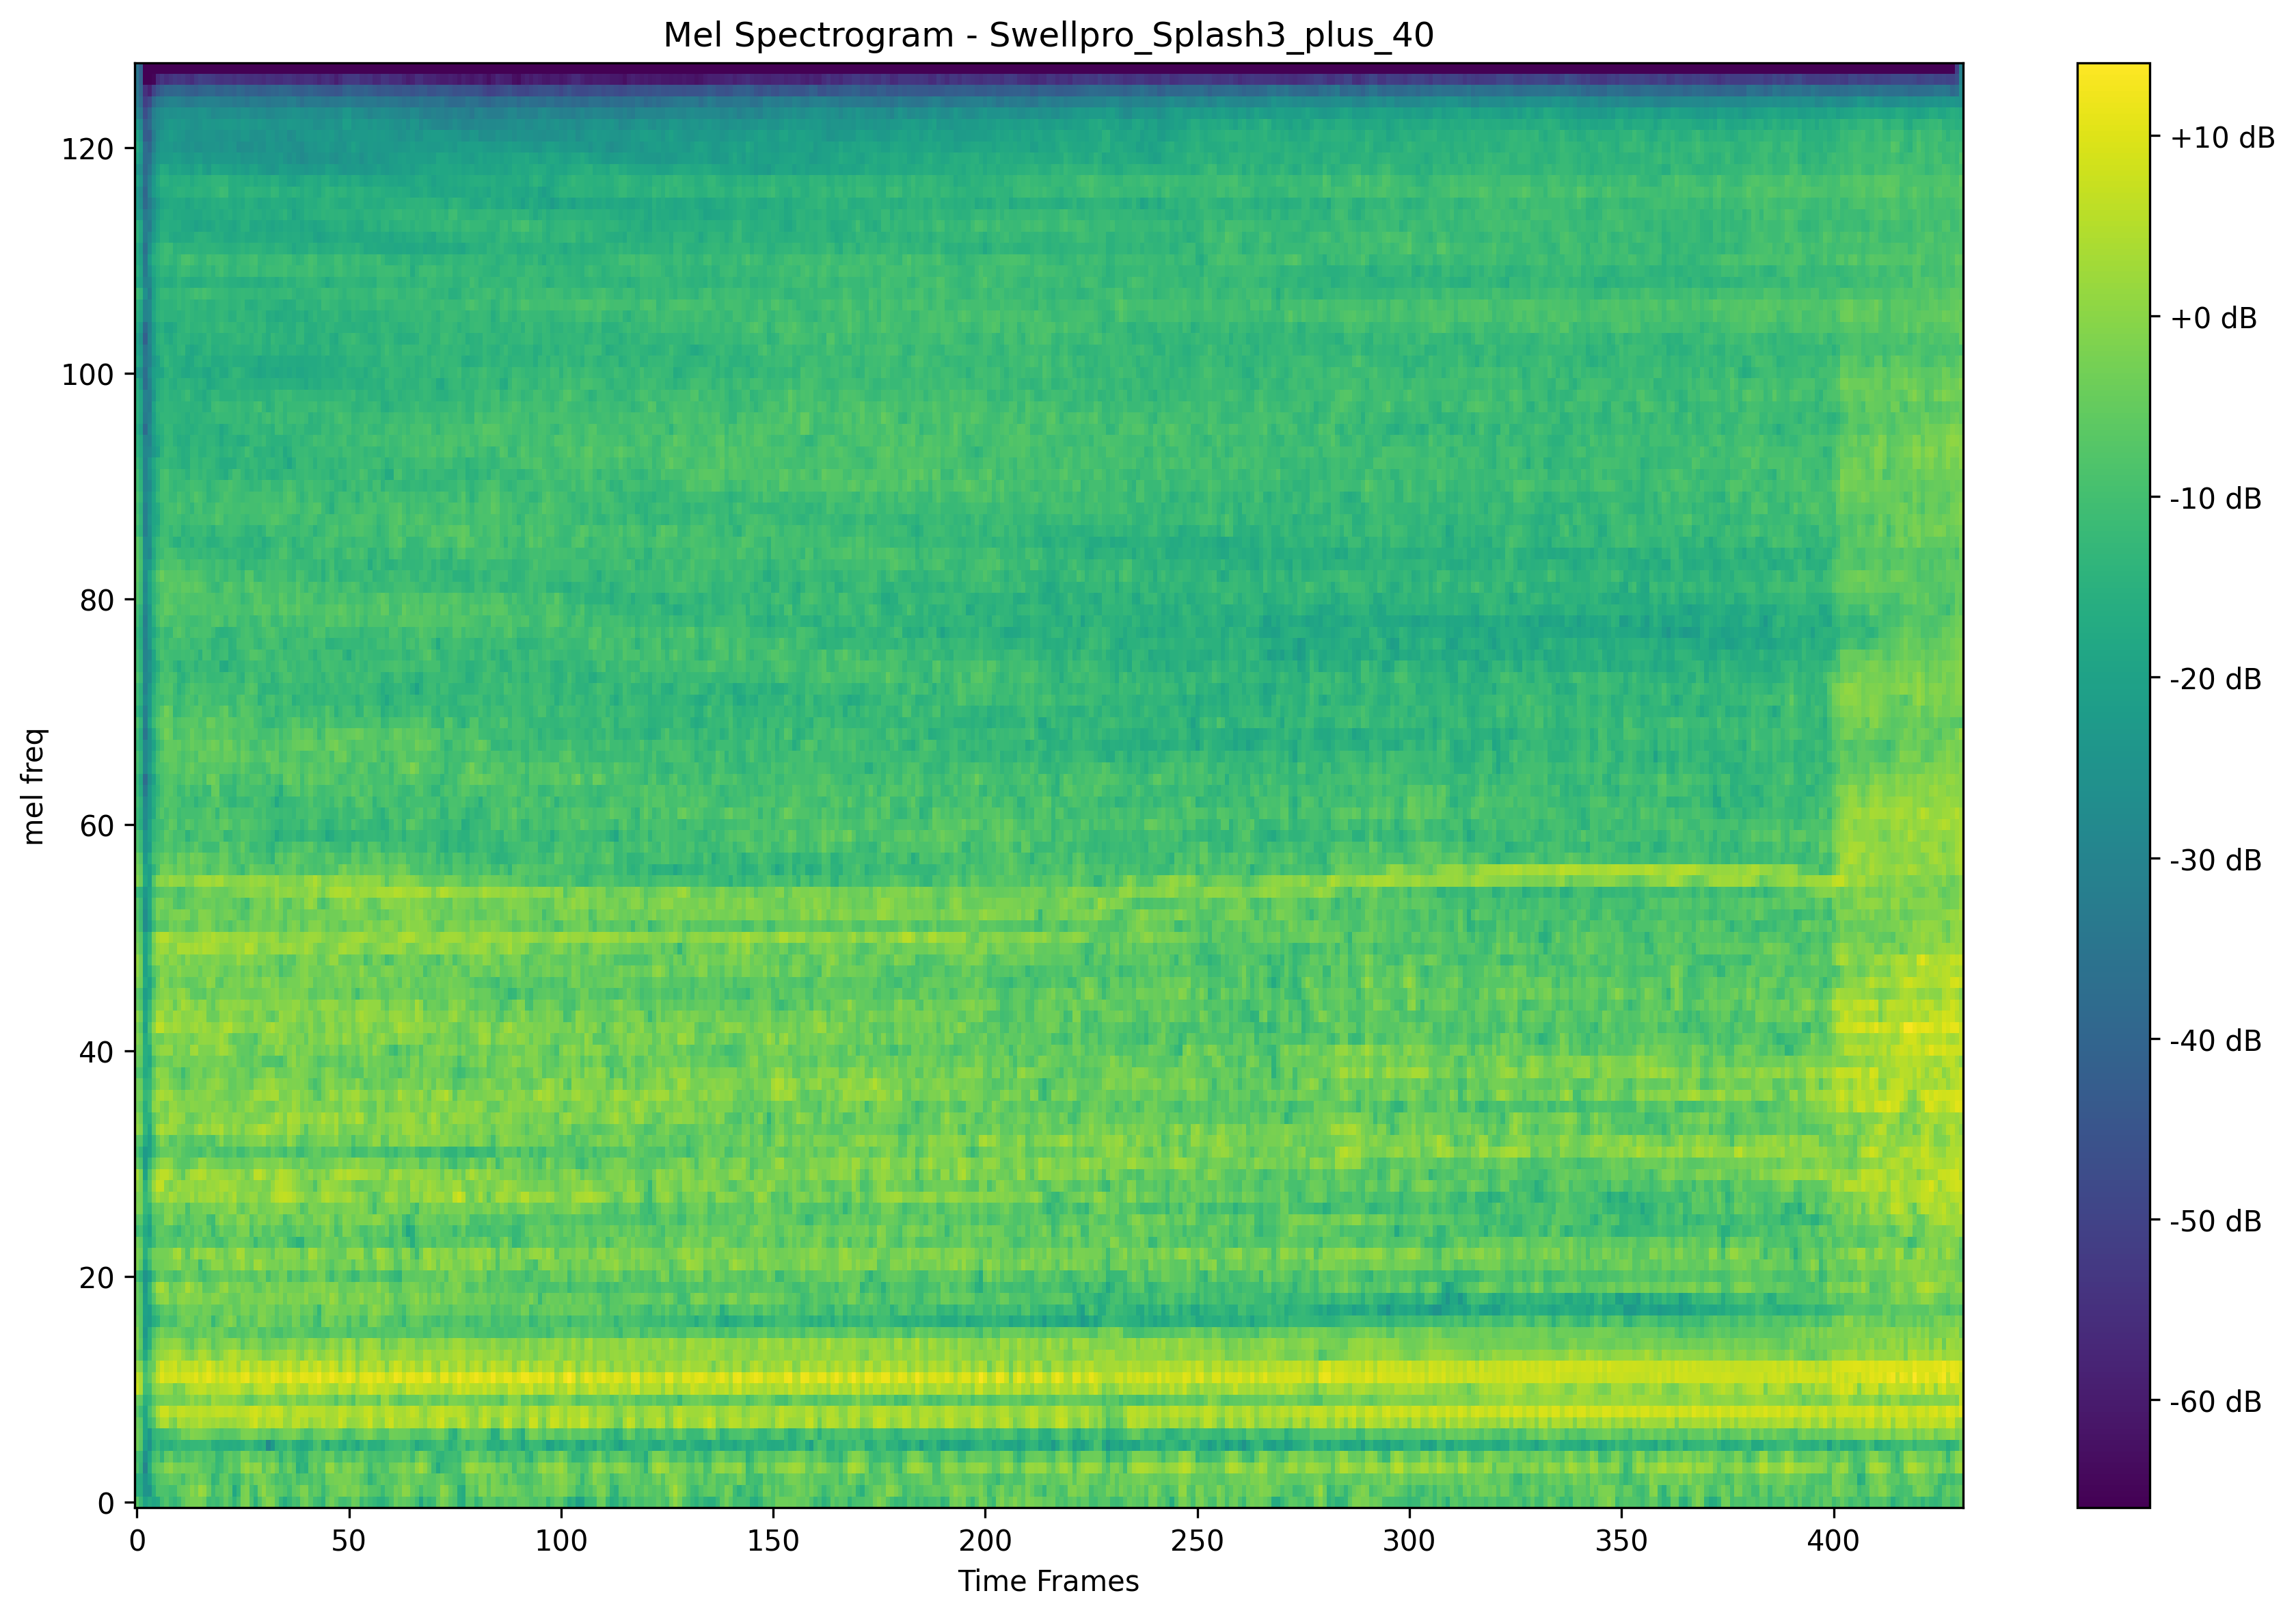 Mel Spectrogram - Swellpro_Splash3_plus_40
mel freq
120
100
80
60
40
20
0
0 50 100 150 200 250 300 350 400
Time Frames
+10 dB
+0 dB
-10 dB
-20 dB
-30 dB
-40 dB
-50 dB
-60 dB